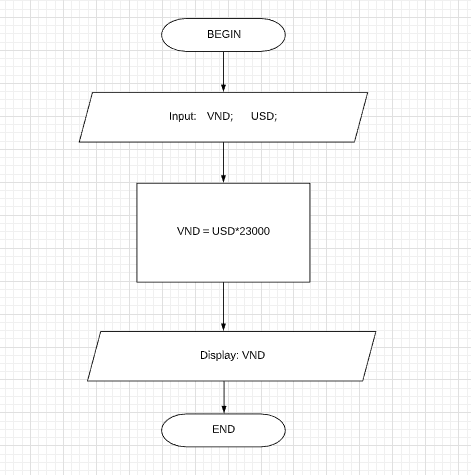 BEGIN
Input: VND; USD;
VND = USD*23000
Display: VND
END